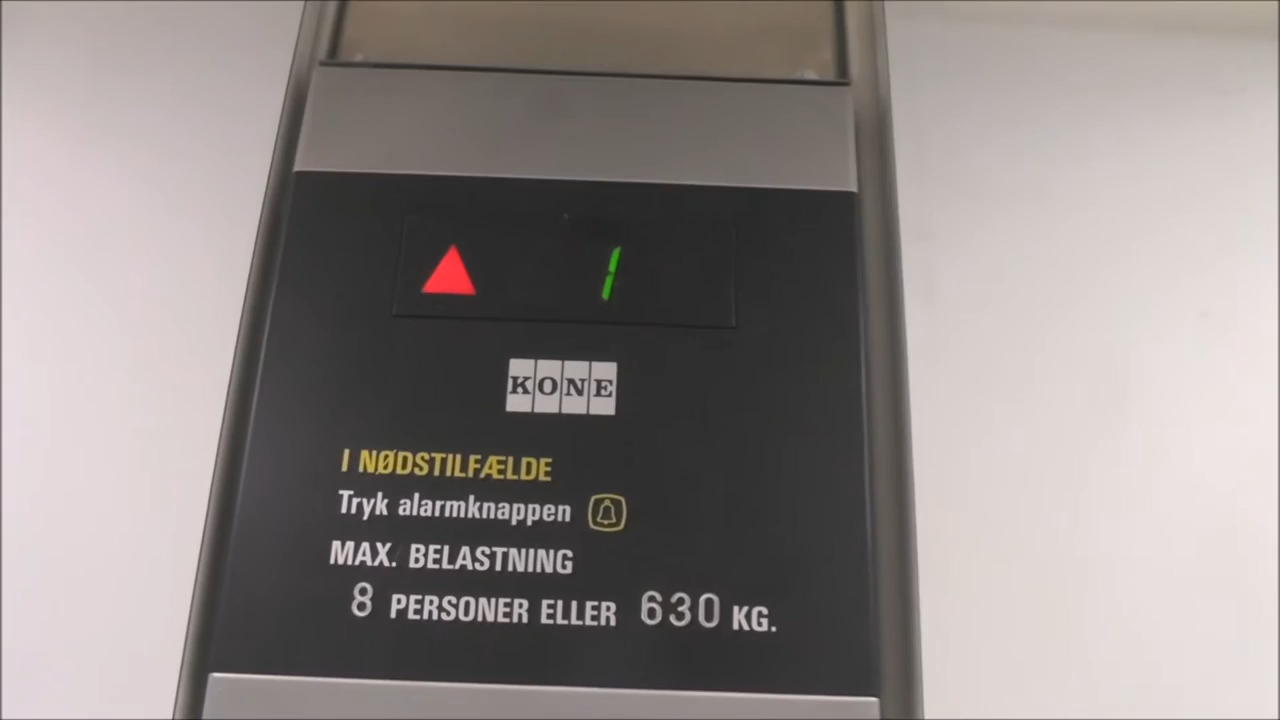 1
KONE
I NØDSTILFÆLDE
Tryk alarmknappen
MAX. BELASTNING
8 PERSONER ELLER 630 KG.